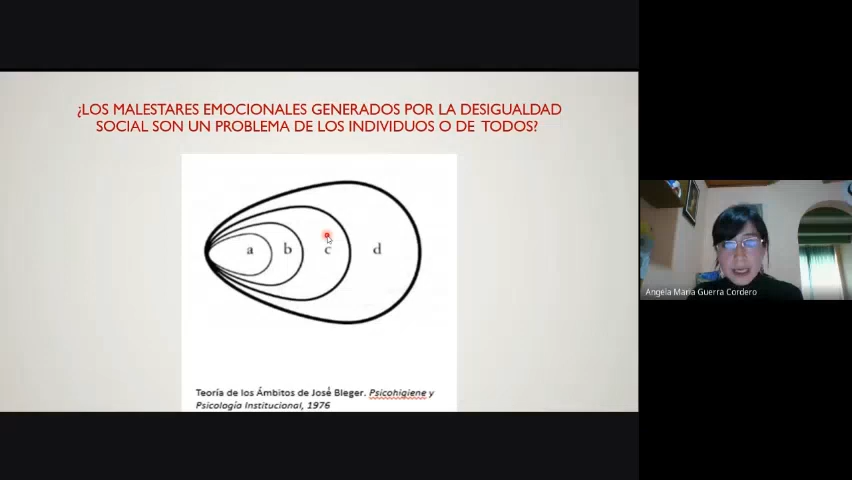 ¿LOS MALESTARES EMOCIONALES GENERADOS POR LA DESIGUALDAD
SOCIAL SON UN PROBLEMA DE LOS INDIVIDUOS O DE TODOS?
a b c d
Teoría de los Ámbitos de José Bleger. Psicohigiene y
Psicología Institucional, 1976
Angela Maria Guerra Cordero